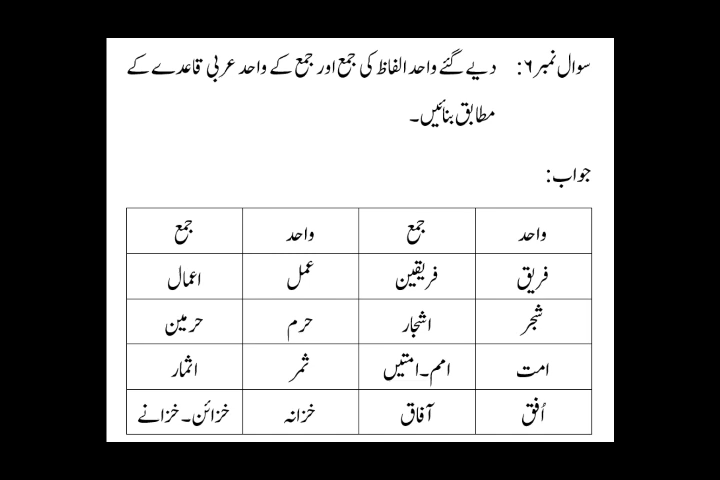 سوال نمبر ۶: دیے گئے واحد الفاظ کی جمع اور جمع کے واحد عربی قاعدے کے
مطابق بنائیں۔
جواب:
واحد جمع واحد جمع
فریق فریقین عمل اعمال
شجر اشجار حرم حرمین
امت امم۔امتیں ثمر اثمار
اُفق آفاق خزانہ خزائن۔خزانے